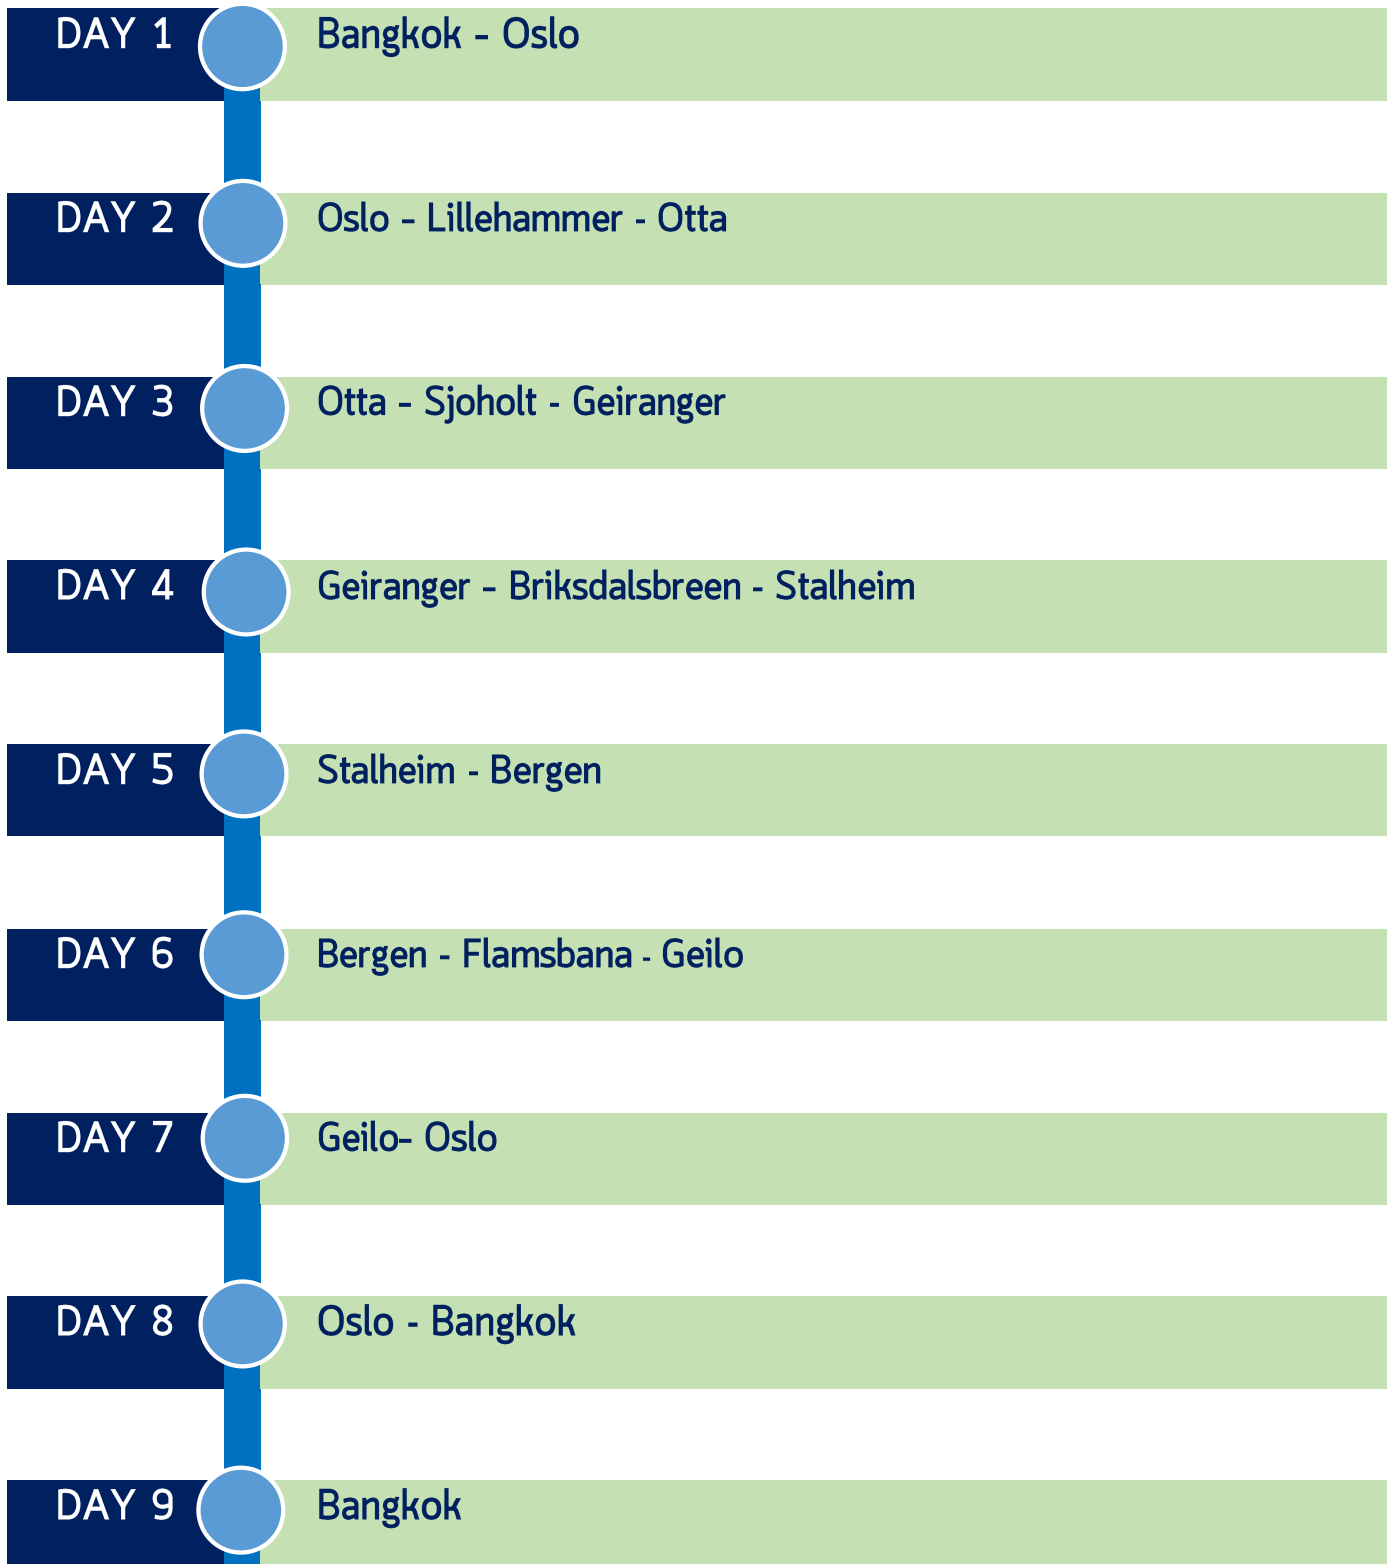 DAY 1 Bangkok – Oslo
DAY 2 Oslo – Lillehammer - Otta
DAY 3 Otta – Sjoholt - Geiranger
DAY 4 Geiranger – Briksdalsbreen - Stalheim
DAY 5 Stalheim - Bergen
DAY 6 Bergen - Flamsbana - Geilo
DAY 7 Geilo– Oslo
DAY 8 Oslo - Bangkok
DAY 9 Bangkok